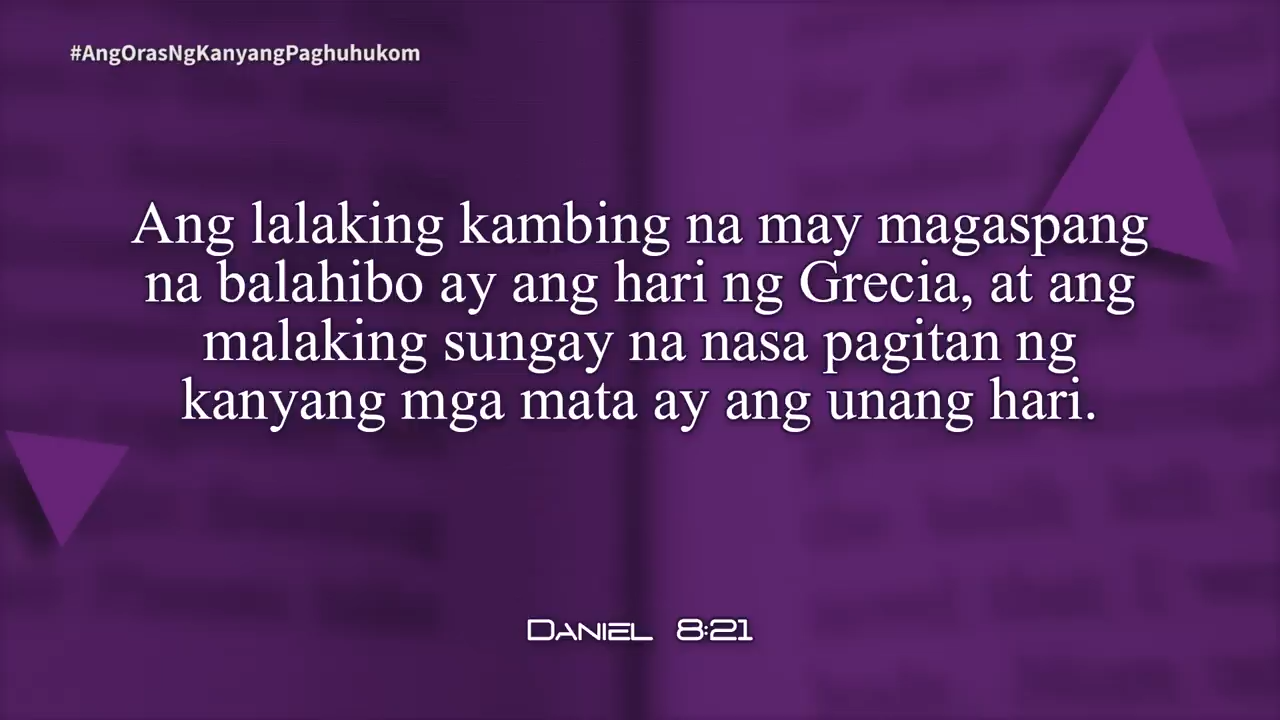 #AngOrasNgKanyangPaghuhukom
Ang lalaking kambing na may magaspang
na balahibo ay ang hari ng Grecia, at ang
malaking sungay na nasa pagitan ng
kanyang mga mata ay ang unang hari.
Daniel 8:21